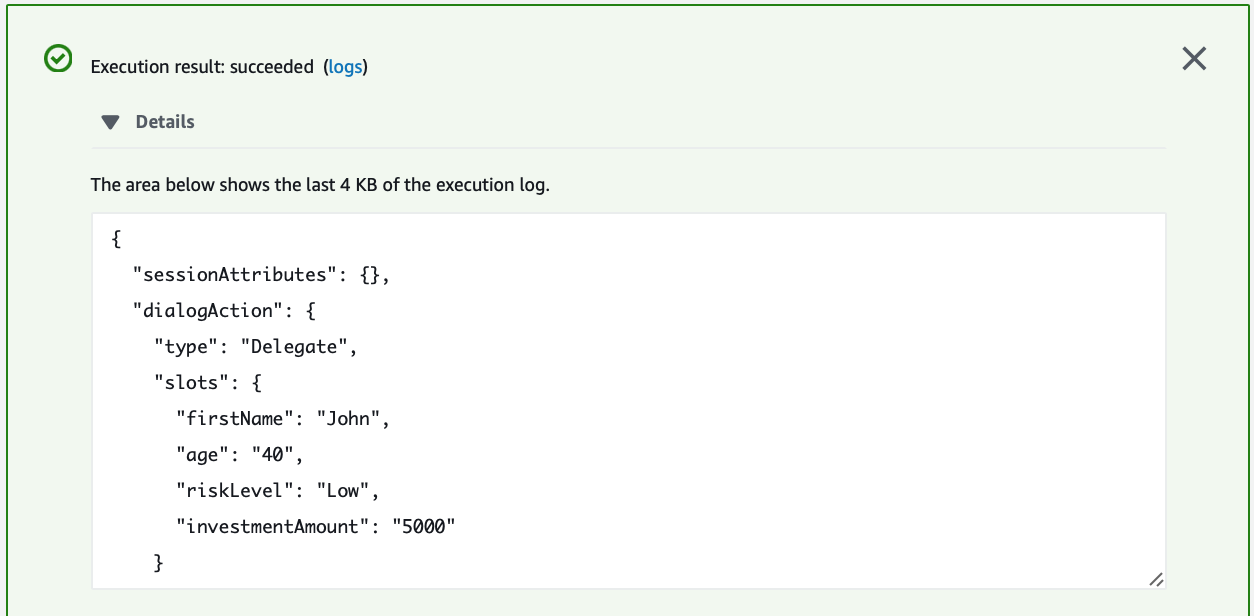 Execution result: succeeded (logs)
Details
The area below shows the last 4 KB of the execution log.
{
  "sessionAttributes": {},
  "dialogAction": {
    "type": "Delegate",
    "slots": {
      "firstName": "John",
      "age": "40",
      "riskLevel": "Low",
      "investmentAmount": "5000"
    }